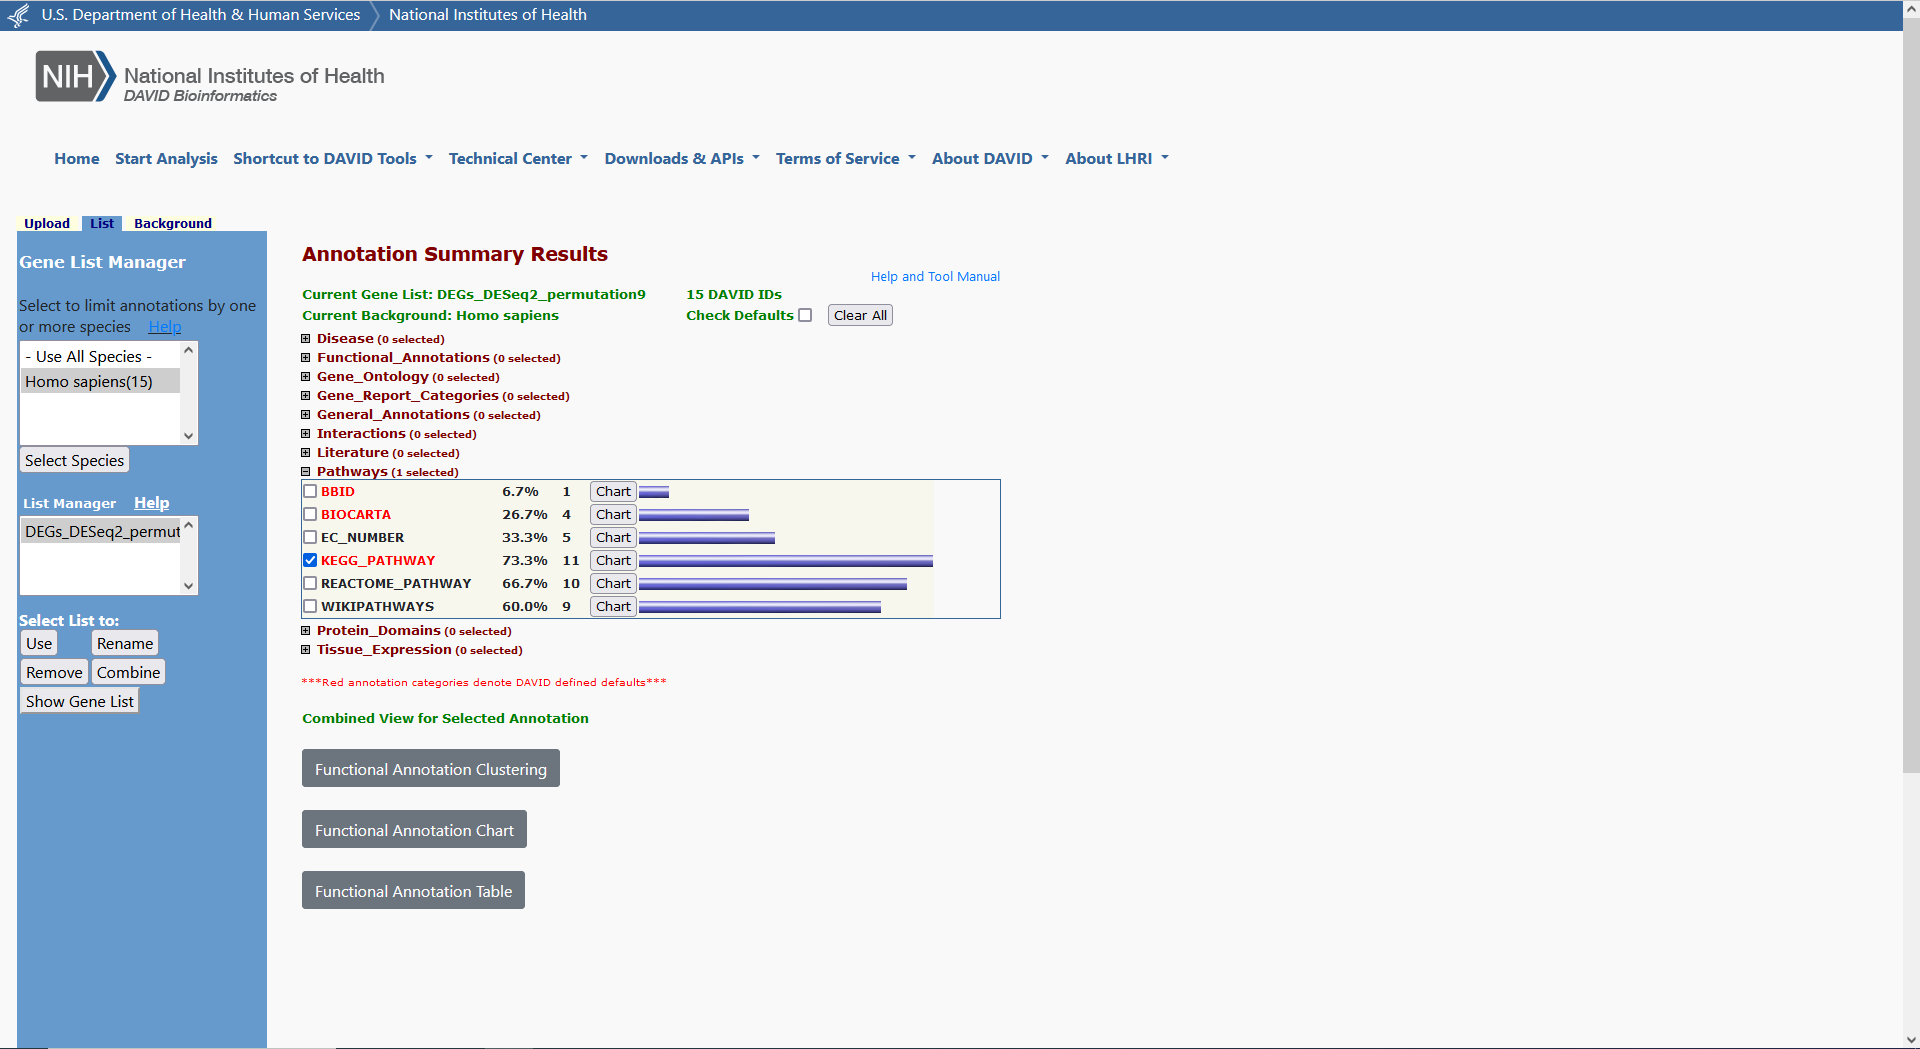 U.S. Department of Health & Human Services
National Institutes of Health
NIH
National Institutes of Health
DAVID Bioinformatics
Home
Start Analysis
Shortcut to DAVID Tools
Technical Center
Downloads & APIs
Terms of Service
About DAVID
About LHRI
Upload
List
Background
Gene List Manager
Select to limit annotations by one
or more species Help
- Use All Species -
Homo sapiens(15)
Select Species
List Manager Help
DEGs_DESeq2_permut
Select List to:
Use Rename
Remove Combine
Show Gene List
Annotation Summary Results
Help and Tool Manual
Current Gene List: DEGs_DESeq2_permutation9 15 DAVID IDs
Current Background: Homo sapiens Check Defaults Clear All
Disease (0 selected)
Functional_Annotations (0 selected)
Gene_Ontology (0 selected)
Gene_Report_Categories (0 selected)
General_Annotations (0 selected)
Interactions (0 selected)
Literature (0 selected)
Pathways (1 selected)
BBID 6.7% 1 Chart
BIOCARTA 26.7% 4 Chart
EC_NUMBER 33.3% 5 Chart
KEGG_PATHWAY 73.3% 11 Chart
REACTOME_PATHWAY 66.7% 10 Chart
WIKIPATHWAYS 60.0% 9 Chart
Protein_Domains (0 selected)
Tissue_Expression (0 selected)
***Red annotation categories denote DAVID defined defaults***
Combined View for Selected Annotation
Functional Annotation Clustering
Functional Annotation Chart
Functional Annotation Table